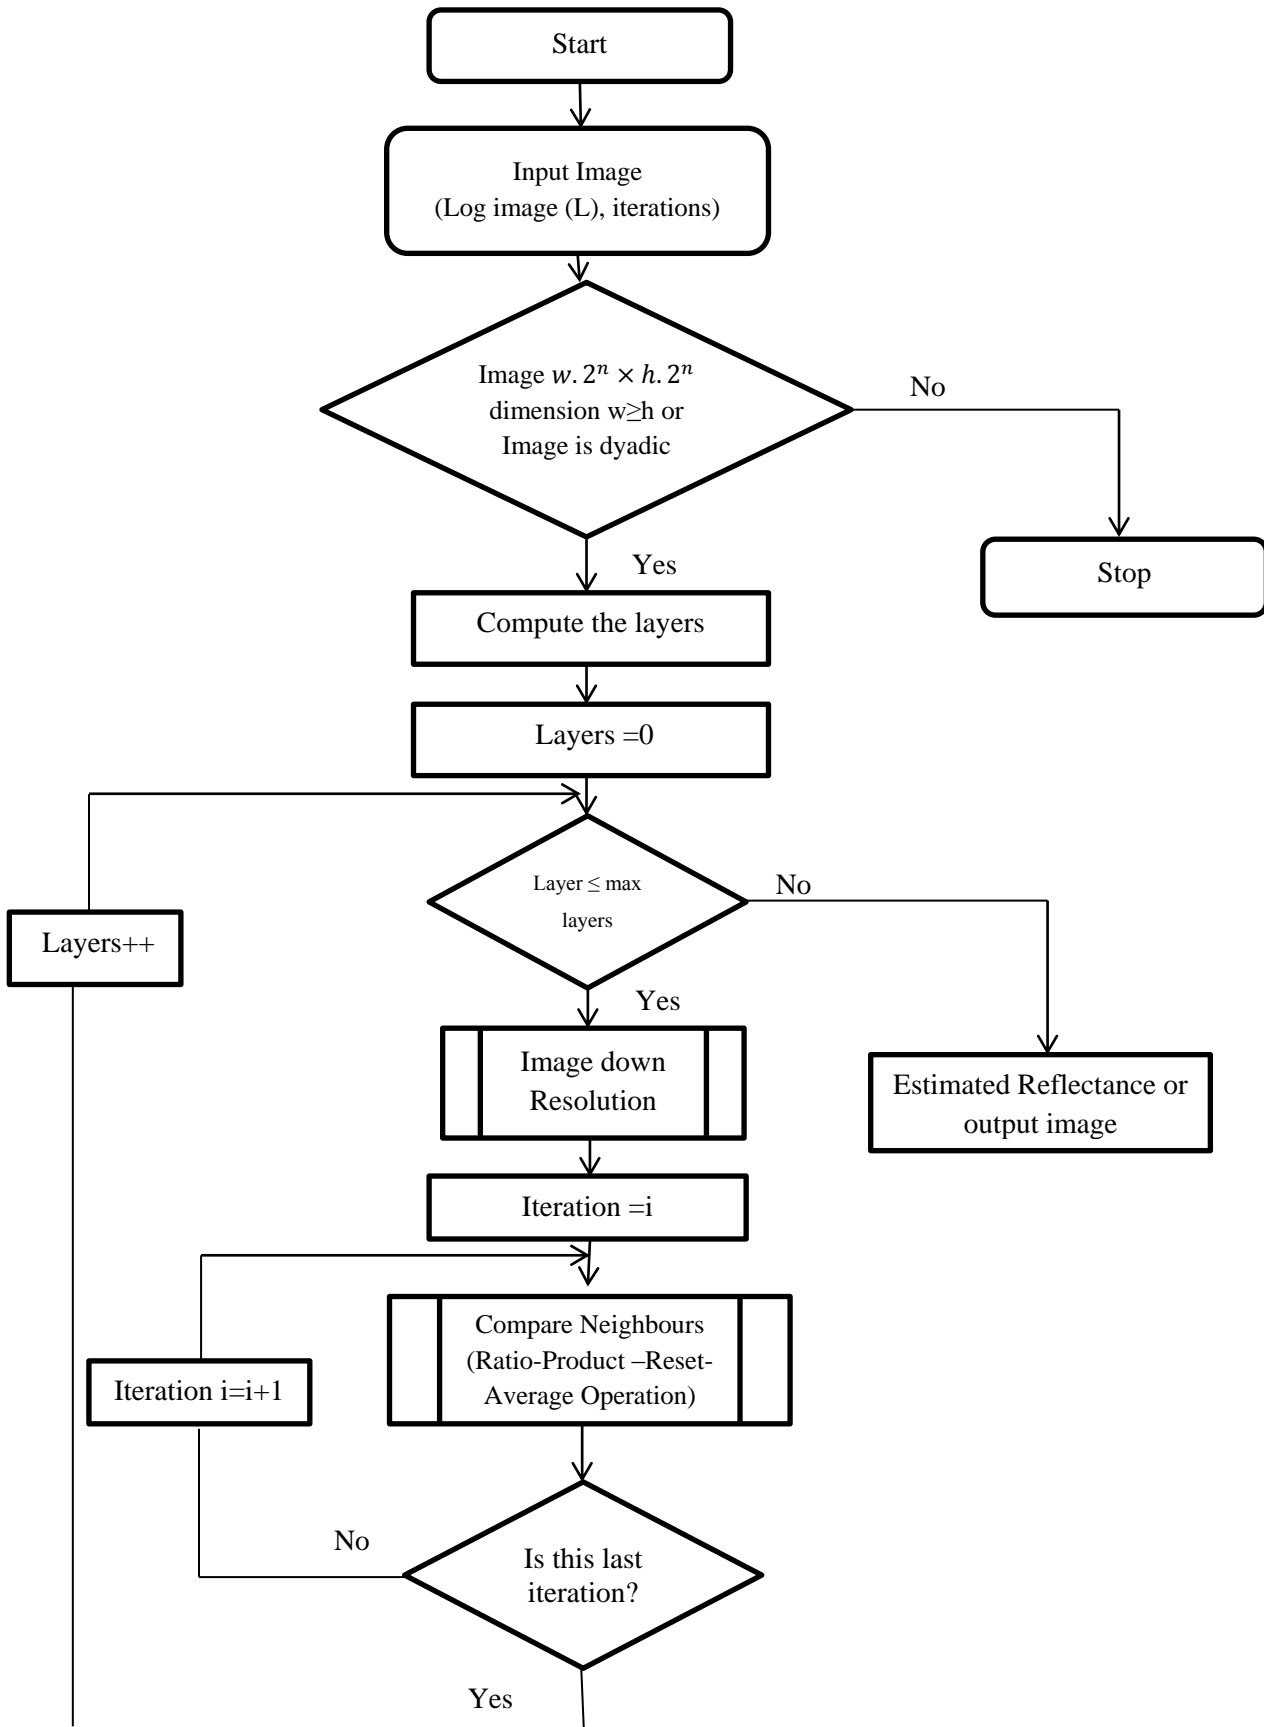 Start
Input Image
(Log image (L), iterations)
Image w. 2ⁿ × h. 2ⁿ
dimension w≥h or
Image is dyadic
No
Yes
Stop
Compute the layers
Layers =0
Layer ≤ max
layers
No
Layers++
Yes
Image down
Resolution
Estimated Reflectance or
output image
Iteration =i
Compare Neighbours
(Ratio-Product –Reset-
Average Operation)
Iteration i=i+1
No
Is this last
iteration?
Yes